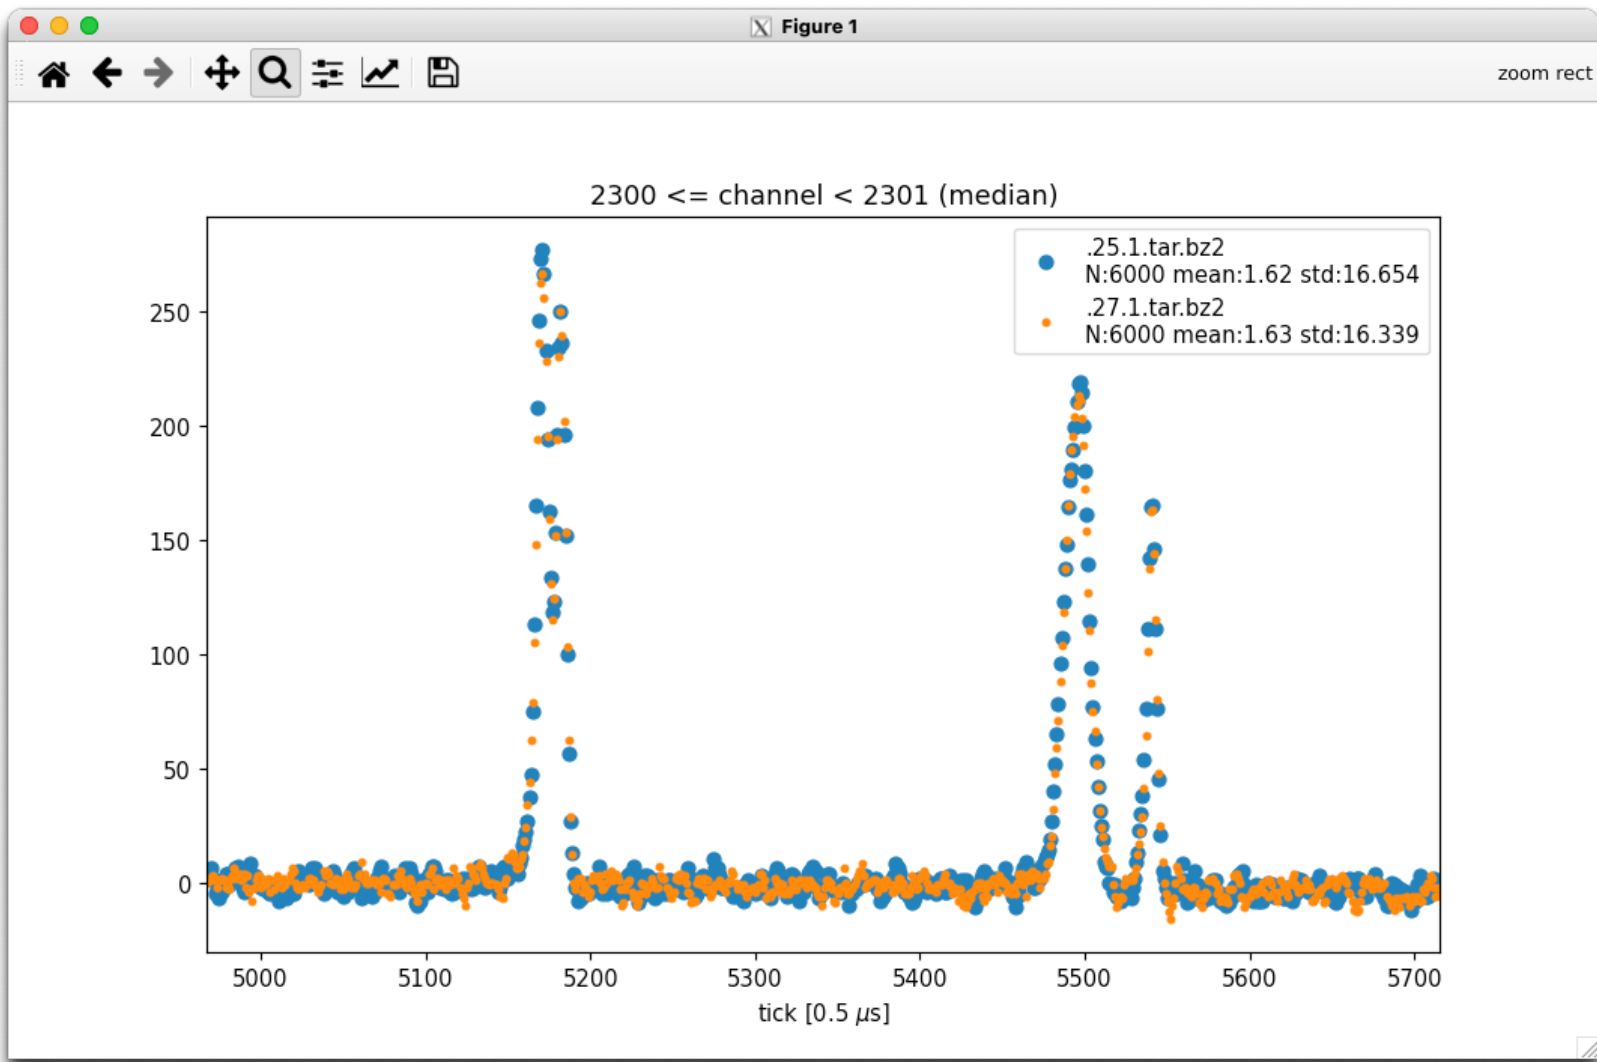 Figure 1
zoom rect
2300 <= channel < 2301 (median)
.25.1.tar.bz2
N:6000 mean:1.62 std:16.654
.27.1.tar.bz2
N:6000 mean:1.63 std:16.339
250
200
150
100
50
0
5000 5100 5200 5300 5400 5500 5600 5700
tick [0.5 μs]